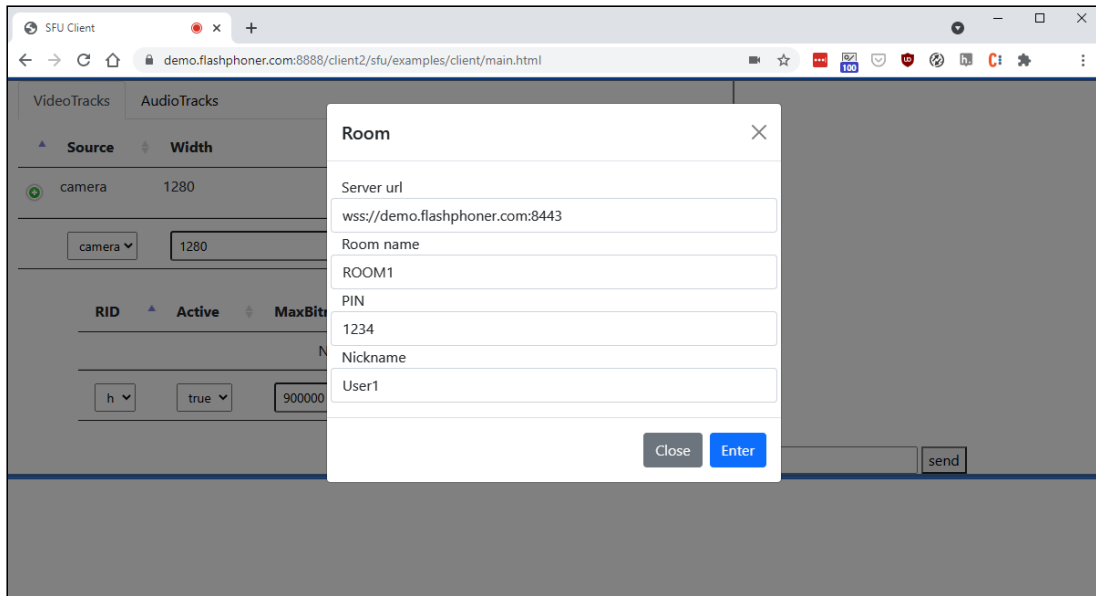 SFU Client
demo.flashphoner.com:8888/client2/sfu/examples/client/main.html
100
VideoTracks AudioTracks
Source Width
camera 1280
camera 1280
RID Active MaxBitr
N
h true 900000
Room
Server url
wss://demo.flashphoner.com:8443
Room name
ROOM1
PIN
1234
Nickname
User1
Close Enter
send